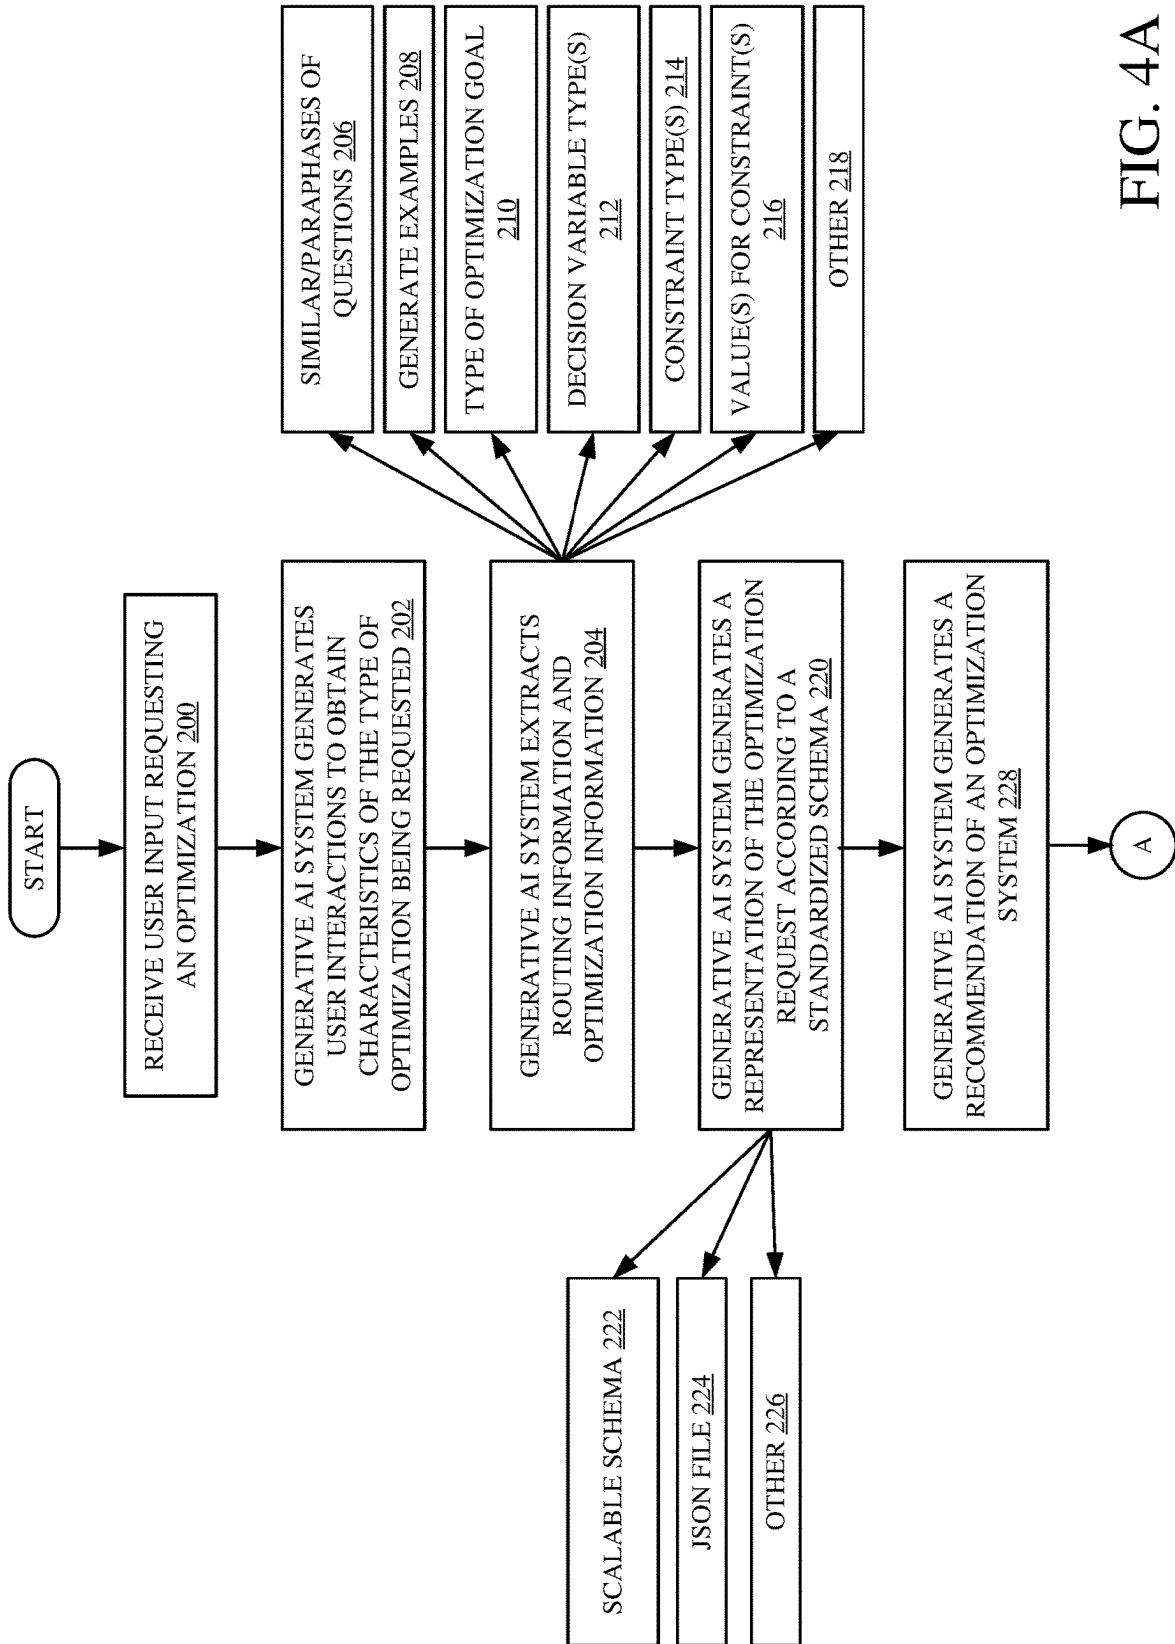 START
RECEIVE USER INPUT REQUESTING
AN OPTIMIZATION 200
GENERATIVE AI SYSTEM GENERATES
USER INTERACTIONS TO OBTAIN
CHARACTERISTICS OF THE TYPE OF
OPTIMIZATION BEING REQUESTED 202
GENERATIVE AI SYSTEM EXTRACTS
ROUTING INFORMATION AND
OPTIMIZATION INFORMATION 204
SIMILAR/PARAPHASES OF
QUESTIONS 206
GENERATE EXAMPLES 208
TYPE OF OPTIMIZATION GOAL
210
DECISION VARIABLE TYPE(S)
212
CONSTRAINT TYPE(S) 214
VALUE(S) FOR CONSTRAINT(S)
216
OTHER 218
GENERATIVE AI SYSTEM GENERATES A
REPRESENTATION OF THE OPTIMIZATION
REQUEST ACCORDING TO A
STANDARDIZED SCHEMA 220
SCALABLE SCHEMA 222
JSON FILE 224
OTHER 226
GENERATIVE AI SYSTEM GENERATES A
RECOMMENDATION OF AN OPTIMIZATION
SYSTEM 228
A
FIG. 4A